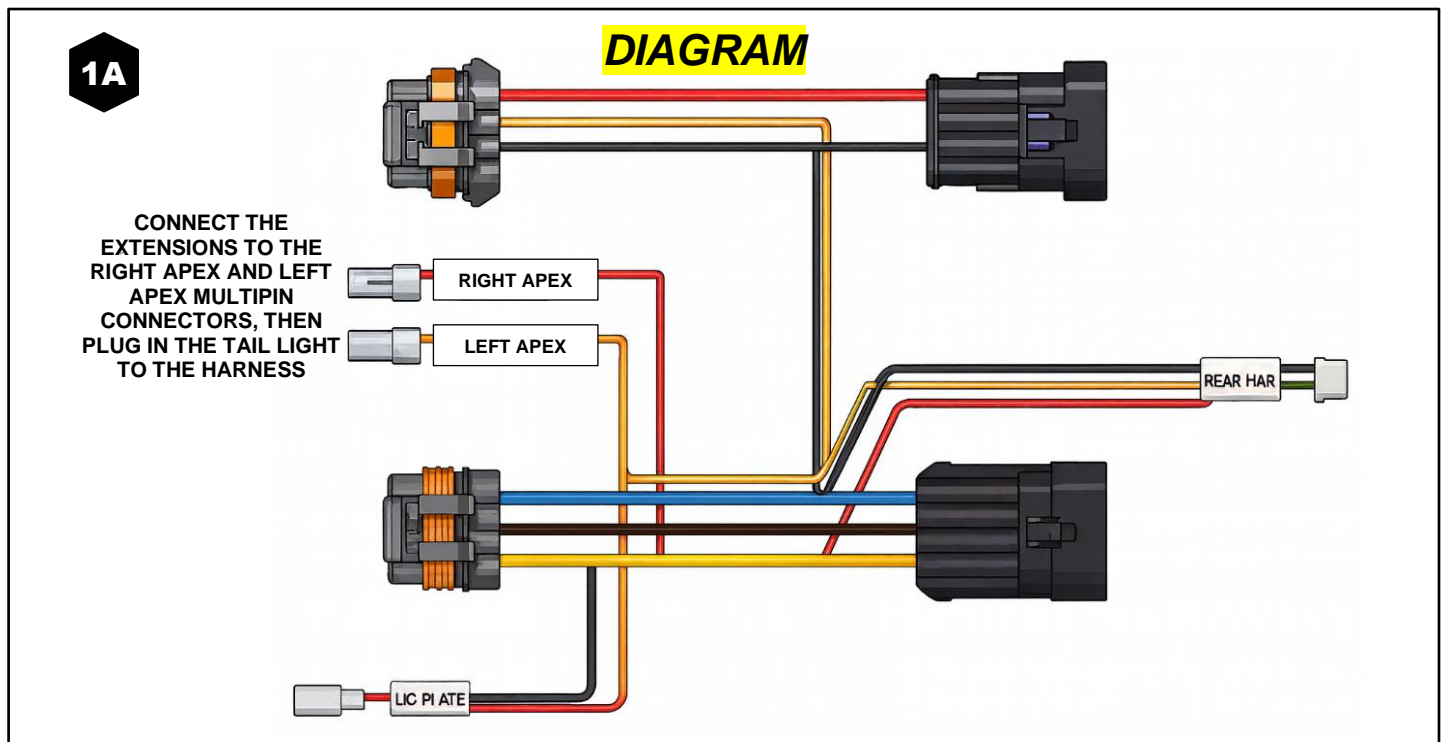 1A
DIAGRAM
CONNECT THE
EXTENSIONS TO THE
RIGHT APEX AND LEFT
APEX MULTIPIN
CONNECTORS, THEN
PLUG IN THE TAIL LIGHT
TO THE HARNESS
RIGHT APEX
LEFT APEX
REAR HAR
LIC PI ATE